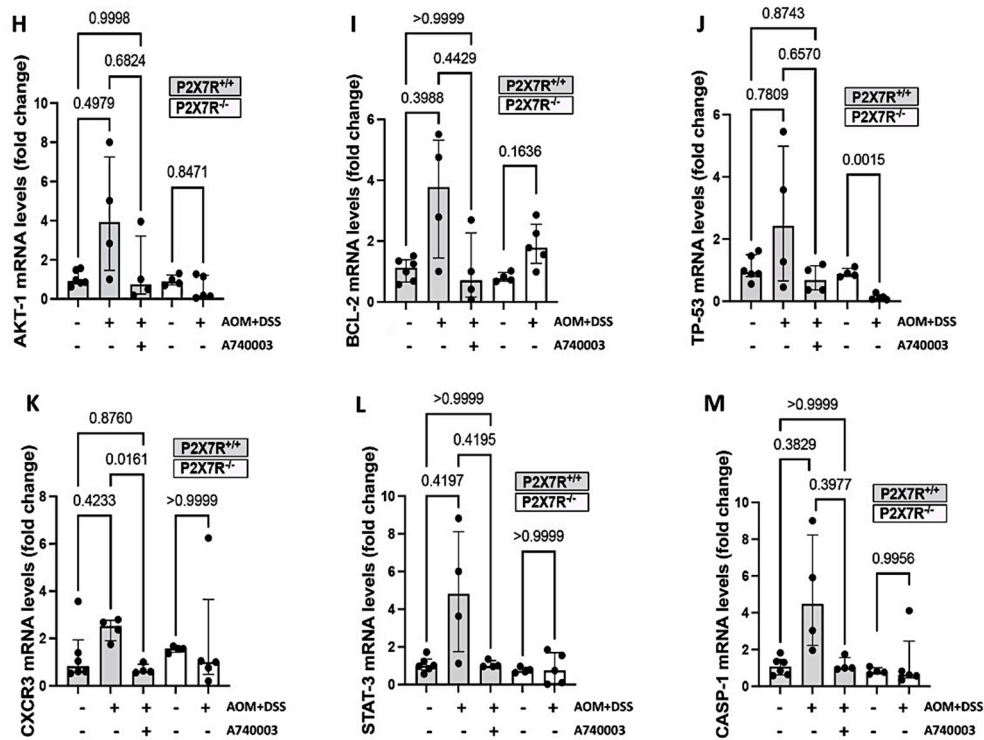 H
0.9998
0.6824
0.4979
P2X7R+/+
P2X7R-/-
0.8471
AKT-1 mRNA levels (fold change)
10
8
6
4
2
0
- + + - + AOM+DSS
- - + - - A740003
I
>0.9999
0.4429
0.3988
P2X7R+/+
P2X7R-/-
0.1636
BCL-2 mRNA levels (fold change)
6
4
2
0
- + + - + AOM+DSS
- - + - - A740003
J
0.8743
0.6570
0.7809
P2X7R+/+
P2X7R-/-
0.0015
TP-53 mRNA levels (fold change)
6
4
2
0
- + + - + AOM+DSS
- - + - - A740003
K
0.8760
0.0161
0.4233
P2X7R+/+
P2X7R-/-
>0.9999
CXCR3 mRNA levels (fold change)
8
6
4
2
0
- + + - + AOM+DSS
- - + - - A740003
L
>0.9999
0.4195
0.4197
P2X7R+/+
P2X7R-/-
>0.9999
STAT-3 mRNA levels (fold change)
10
8
6
4
2
0
- + + - + AOM+DSS
- - + - - A740003
M
>0.9999
0.3829
0.3977
P2X7R+/+
P2X7R-/-
0.9956
CASP-1 mRNA levels (fold change)
10
8
6
4
2
0
- + + - + AOM+DSS
- - + - - A740003